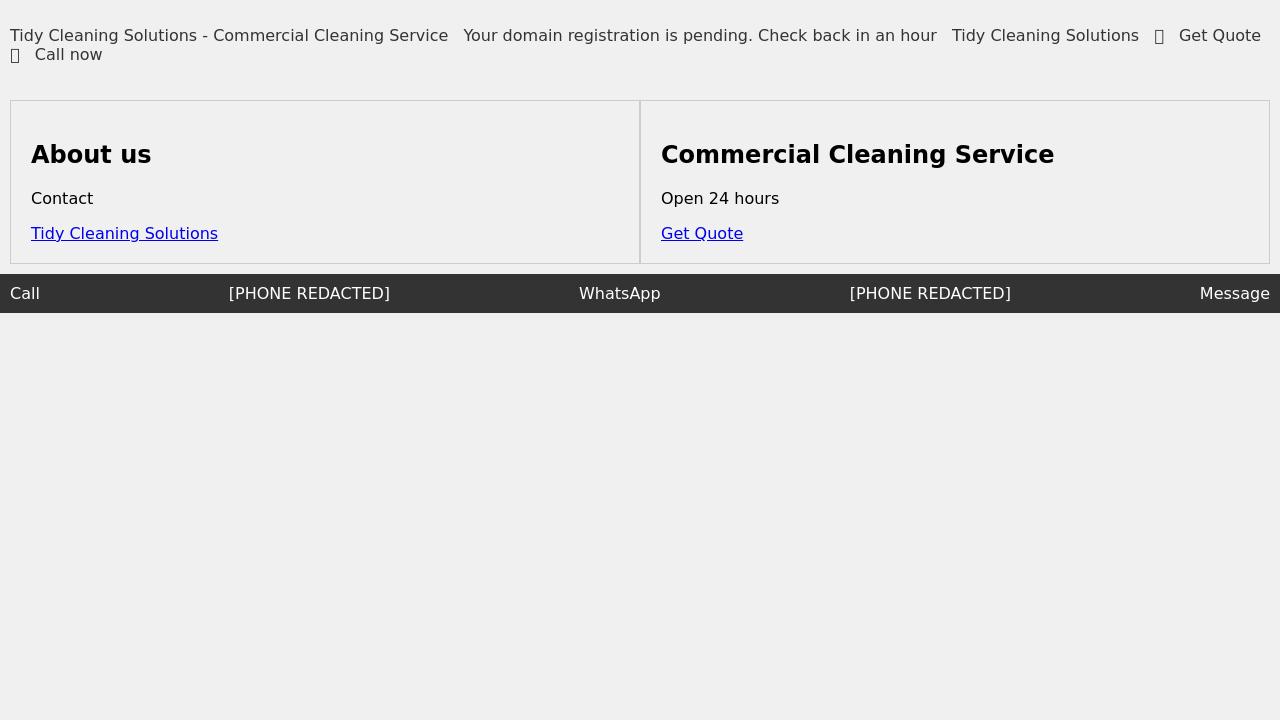 Tidy Cleaning Solutions - Commercial Cleaning Service Your domain registration is pending. Check back in an hour Tidy Cleaning Solutions Get Quote
Call now
About us
Contact
Tidy Cleaning Solutions
Commercial Cleaning Service
Open 24 hours
Get Quote
Call [PHONE REDACTED] WhatsApp [PHONE REDACTED] Message